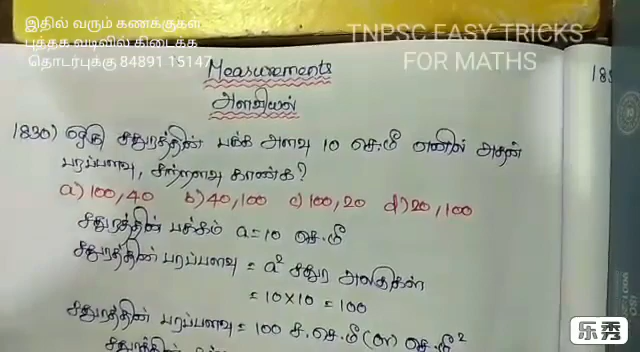 இதில் வரும் கணக்குகள்
புத்தக வடிவில் கிடைக்க
தொடர்புக்கு 84891 15147
TNPSC EASY TRICKS
FOR MATHS
Measurements
அளவியல்
1830) ஒரு சதுரத்தின் பக்க அளவு 10 செ.மீ எனில் அதன்
பரப்பளவு, சுற்றளவு காண்க?
a) 100, 40 b) 40, 100 c) 100, 20 d) 20, 100
சதுரத்தின் பக்கம் a = 10 செ.மீ
சதுரத்தின் பரப்பளவு = a² சதுர அலகுகள்
= 10 x 10 = 100
சதுரத்தின் பரப்பளவு = 100 ச.செ.மீ (or) செ.மீ²
乐秀